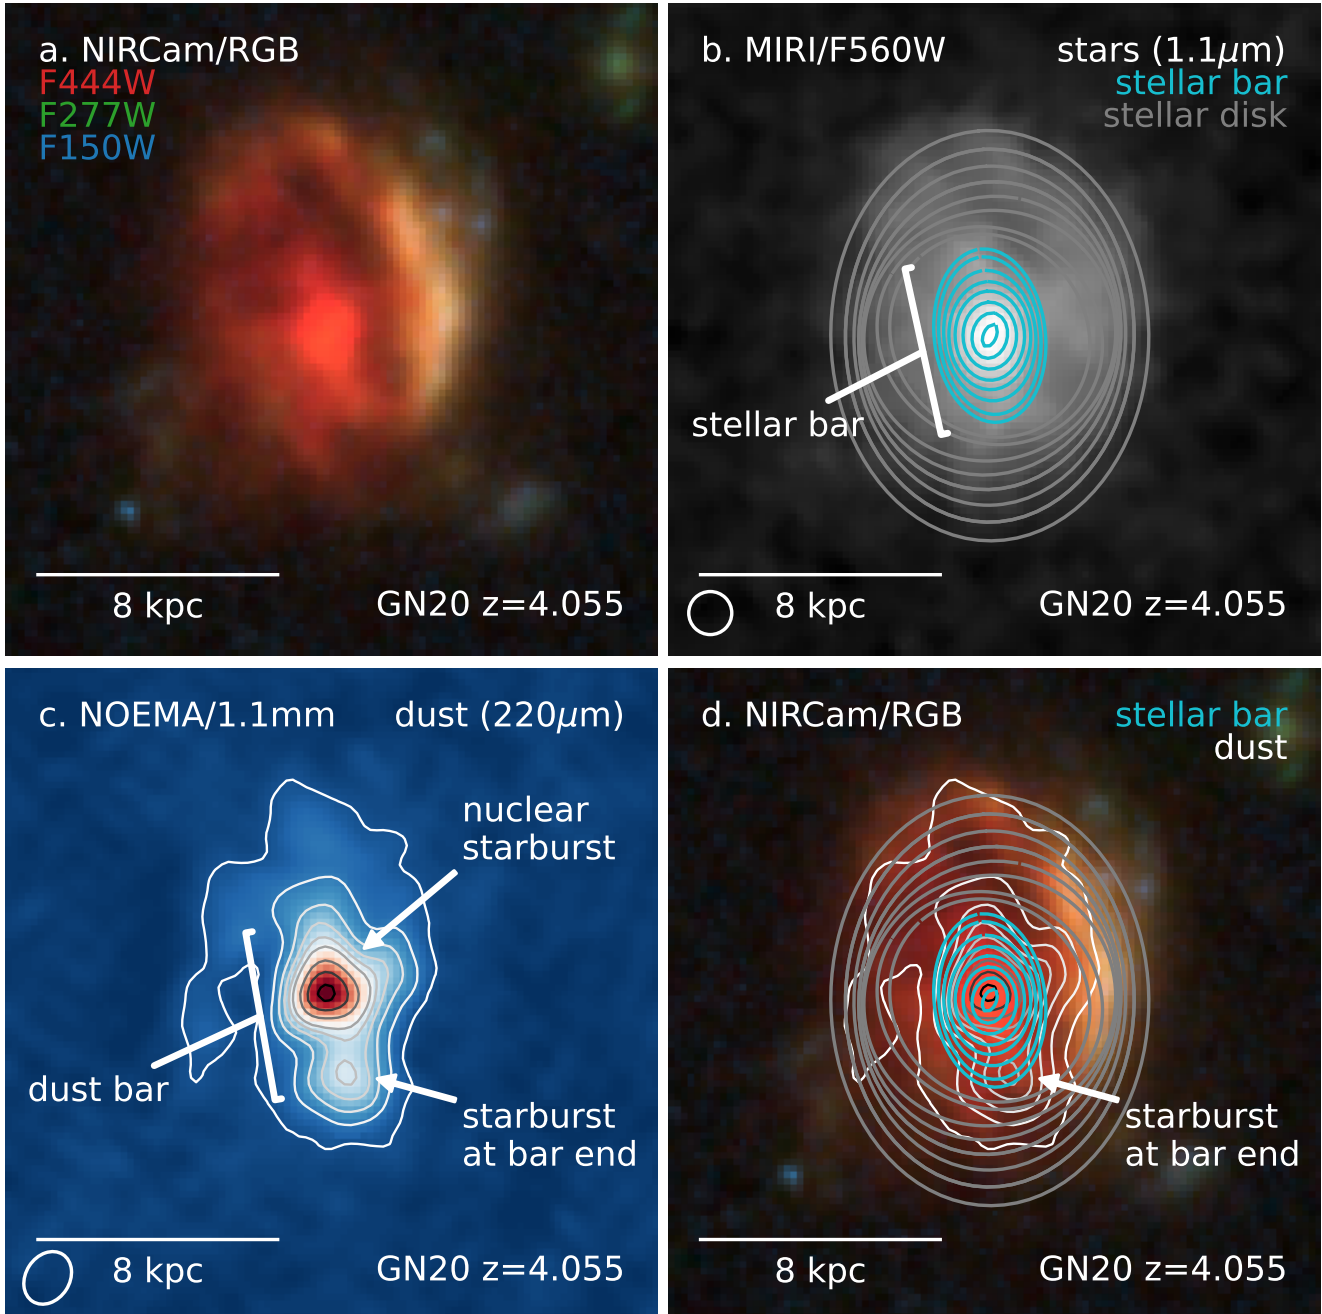 a. NIRCam/RGB
F444W
F277W
F150W
8 kpc
GN20 z=4.055
b. MIRI/F560W
stars (1.1μm)
stellar bar
stellar disk
stellar bar
8 kpc
GN20 z=4.055
c. NOEMA/1.1mm
dust (220μm)
nuclear
starburst
dust bar
starburst
at bar end
8 kpc
GN20 z=4.055
d. NIRCam/RGB
stellar bar
dust
starburst
at bar end
8 kpc
GN20 z=4.055